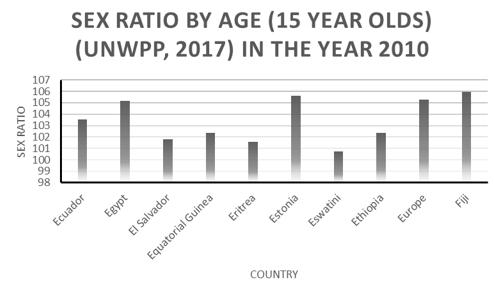 SEX RATIO BY AGE (15 YEAR OLDS)
(UNWPP, 2017) IN THE YEAR 2010
107
106
105
104
103
102
101
100
99
98
SEX RATIO
Ecuador
Egypt
El Salvador
Equatorial Guinea
Eritrea
Estonia
Eswatini
Ethiopia
Europe
Fiji
COUNTRY